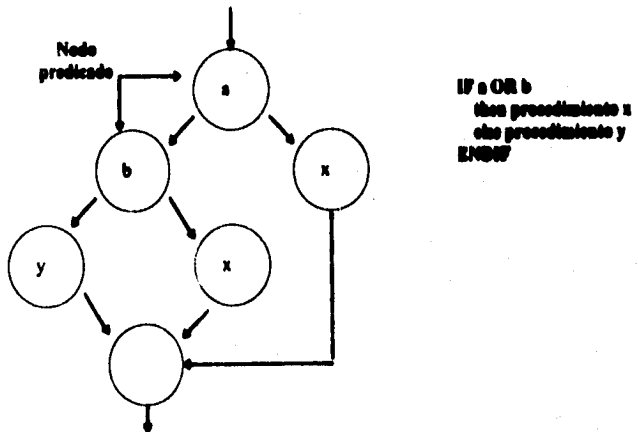 Nodo
predicado
a
b
x
y
x
IF a OR b
then procedimiento x
else procedimiento y
ENDIF